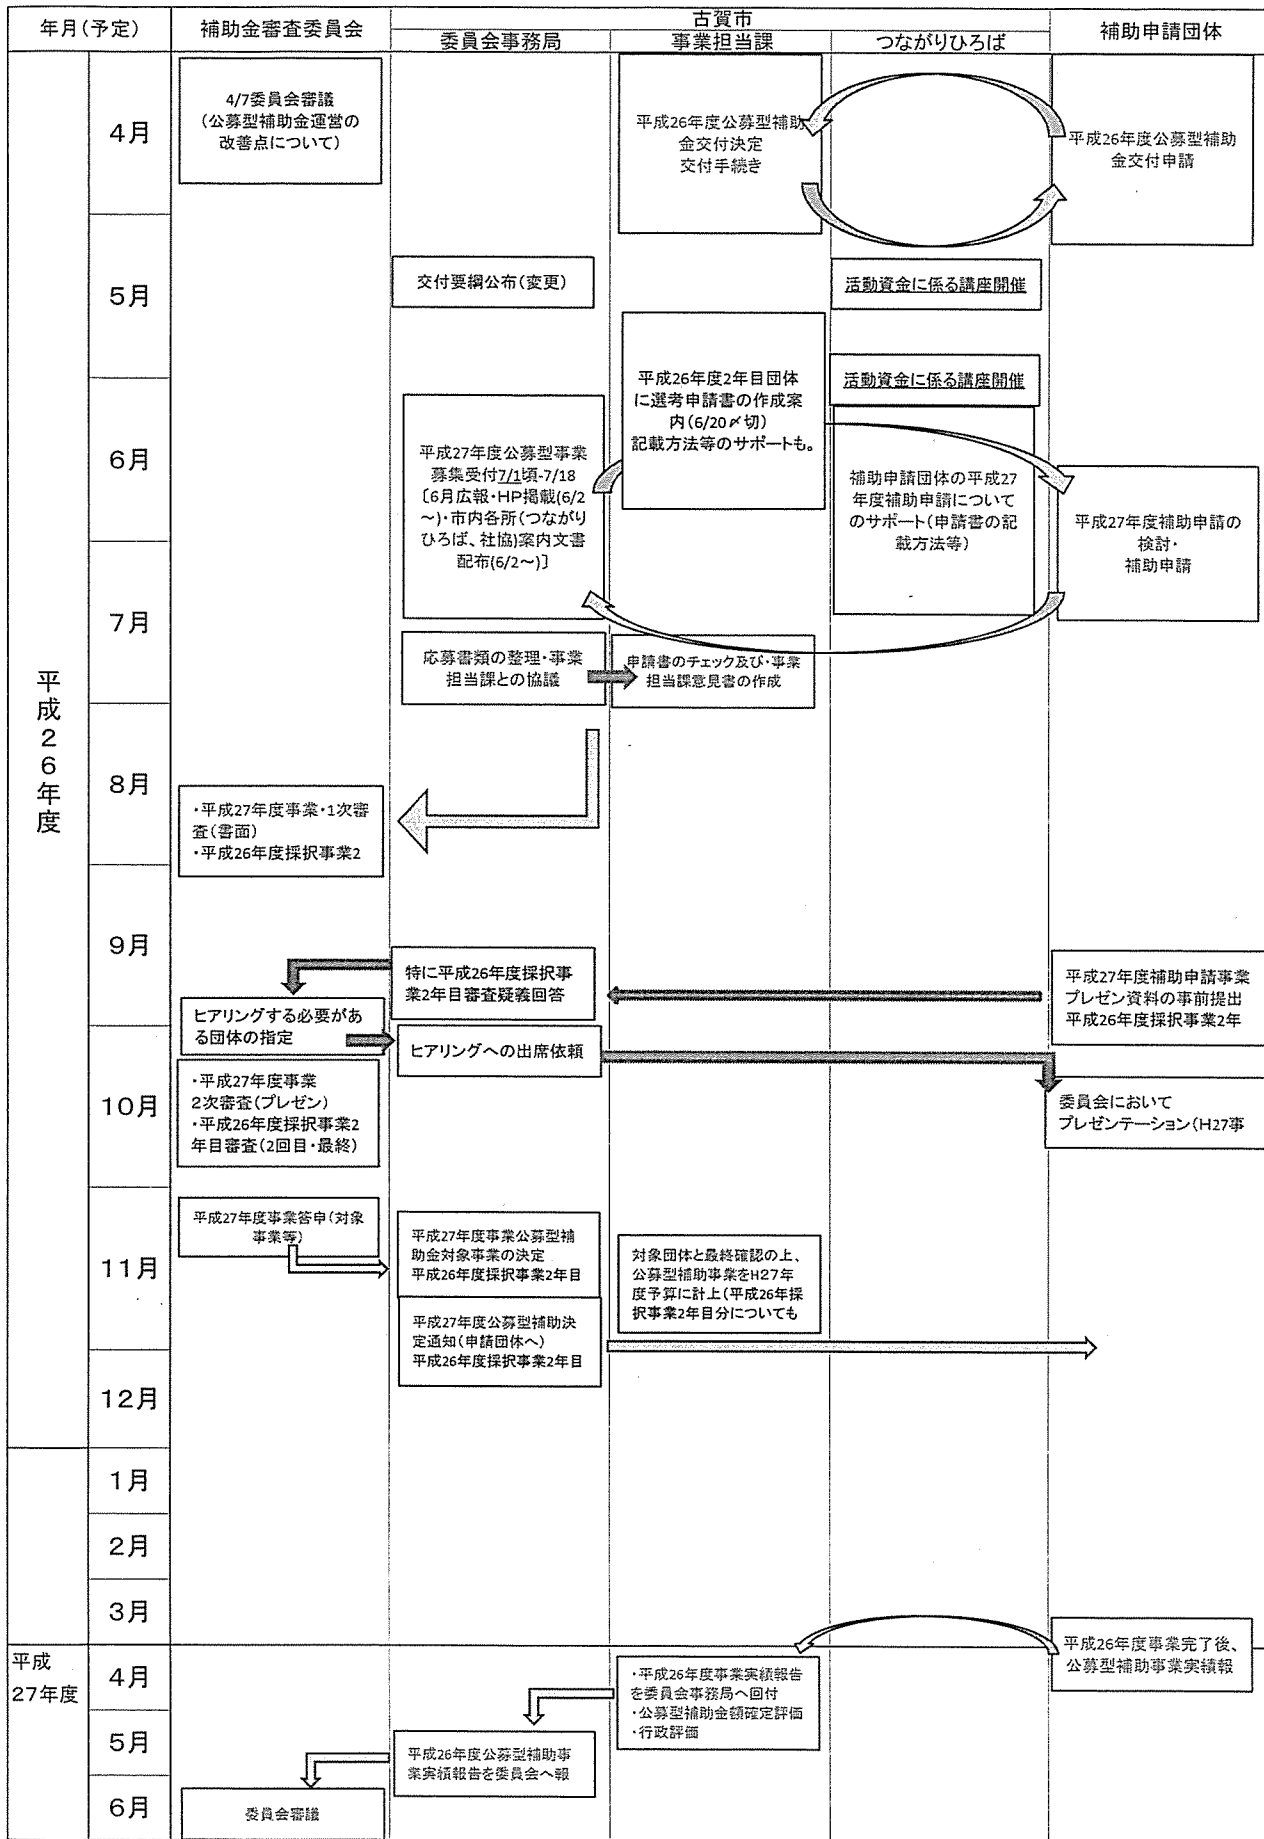 年月(予定)
補助金審査委員会
古賀市
委員会事務局
事業担当課
つながりひろば
補助申請団体
平成26年度
4月
4/7委員会審議
(公募型補助金運営の
改善点について)
平成26年度公募型補助
金交付決定
交付手続き
平成26年度公募型補助
金交付申請
5月
交付要綱公布(変更)
活動資金に係る講座開催
6月
平成27年度公募型事業
募集受付7/1頃-7/18
〔6月広報・HP掲載(6/2
~)・市内各所(つながり
ひろば、社協)案内文書
配布(6/2~)〕
平成26年度2年目団体
に選考申請書の作成案
内(6/20〆切)
記載方法等のサポートも。
活動資金に係る講座開催
補助申請団体の平成27
年度補助申請について
のサポート(申請書の記
載方法等)
平成27年度補助申請の
検討・
補助申請
7月
応募書類の整理・事業
担当課との協議
申請書のチェック及び・事業
担当課意見書の作成
8月
・平成27年度事業・1次審
査(書面)
・平成26年度採択事業2
9月
特に平成26年度採択事
業2年目審査疑義回答
平成27年度補助申請事業
プレゼン資料の事前提出
平成26年度採択事業2年
ヒアリングする必要があ
る団体の指定
ヒアリングへの出席依頼
10月
・平成27年度事業
2次審査(プレゼン)
・平成26年度採択事業2
年目審査(2回目・最終)
委員会において
プレゼンテーション(H27事
11月
平成27年度事業答申(対象
事業等)
平成27年度事業公募型補
助金対象事業の決定
平成26年度採択事業2年目
対象団体と最終確認の上、
公募型補助事業をH27年
度予算に計上(平成26年採
択事業2年目分についても
平成27年度公募型補助決
定通知(申請団体へ)
平成26年度採択事業2年目
12月
1月
2月
3月
平成26年度事業完了後、
公募型補助事業実績報
平成
27年度
4月
・平成26年度事業実績報告
を委員会事務局へ回付
・公募型補助金額確定評価
・行政評価
5月
平成26年度公募型補助事
業実績報告を委員会へ報
6月
委員会審議